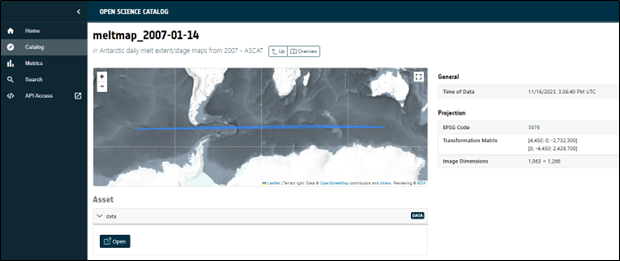 OPEN SCIENCE CATALOG
Home
Catalog
Metrics
Search
API Access
meltmap_2007-01-14
in Antarctic daily melt extent/stage maps from 2007 - ASCAT
Up
Overview
+
−
Leaflet | Terrain light: Data © OpenStreetMap contributors and others, Rendering © EOX
Asset
data
DATA
Open
General
Time of Data 11/16/2023, 3:36:40 PM UTC
Projection
EPSG Code 3976
Transformation Matrix [4,450; 0; -2,732,300]
[0; -4,450; 2,429,700]
Image Dimensions 1,063 × 1,266